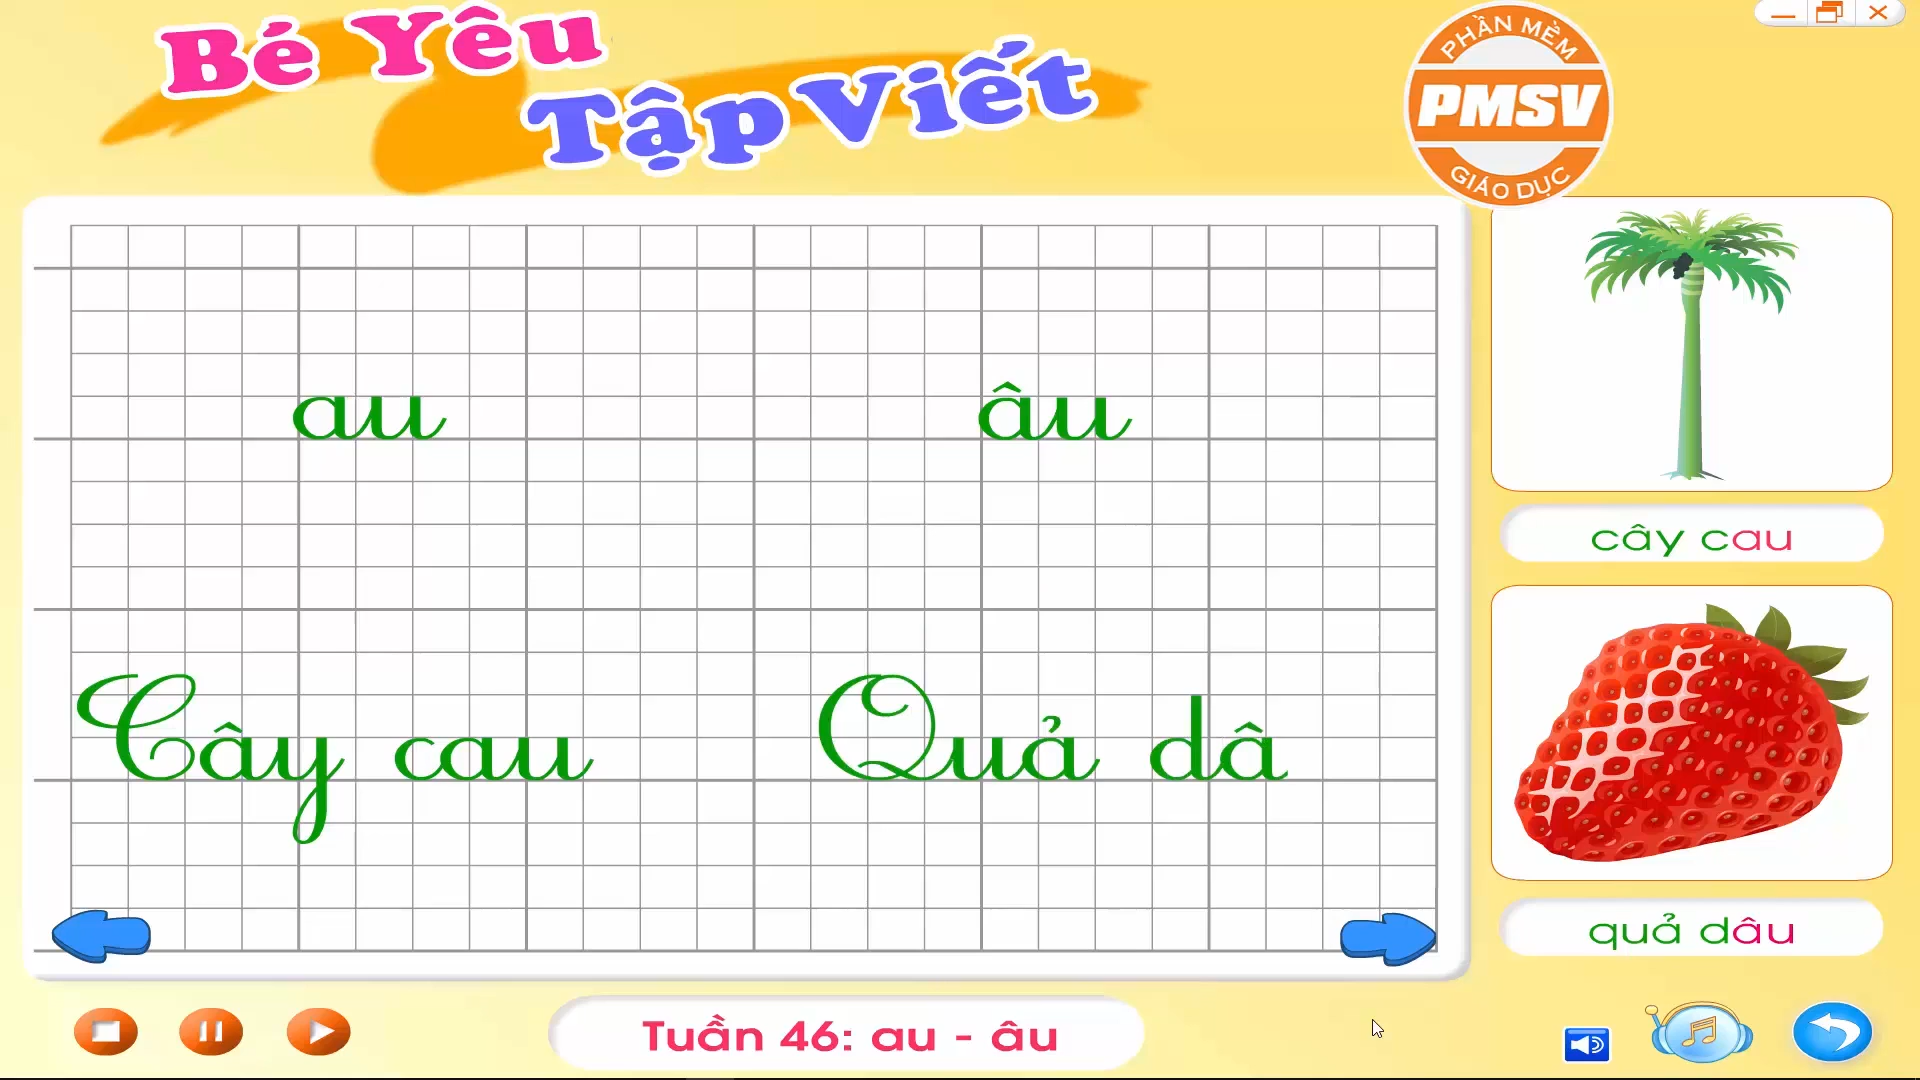 Bé Yêu
Tập Viết
PHẦN MỀM
PMSV
GIÁO DỤC
au âu
Cây cau Quả dâ
cây cau
quả dâu
Tuần 46: au - âu